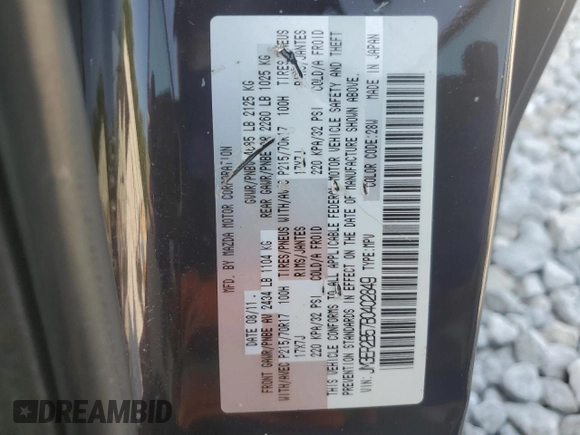 MFD. BY MAZDA MOTOR CORPORATION
DATE 08/11 GWVR/PNBV 4685 LB 2125 KG
FRONT GAWR/PNBE AV 2434 LB 1104 KG REAR GAWR/PNBE AR 2260 LB 1025 KG
WITH/AVEC P215/70R17 100H TIRES/PNEUS WITH/AVEC P215/70R17 100H TIRES/PNEUS
17X7J RIMS/JANTES 17X7J RIMS/JANTES
220 KPA/32 PSI COLD/A FROID 220 KPA/32 PSI COLD/A FROID
THIS VEHICLE CONFORMS TO ALL APPLICABLE FEDERAL MOTOR VEHICLE SAFETY AND THEFT
PREVENTION STANDARDS IN EFFECT ON THE DATE OF MANUFACTURE SHOWN ABOVE.
VIN: TYPE: MPV COLOR CODE: 28W MADE IN JAPAN
DREAMBID